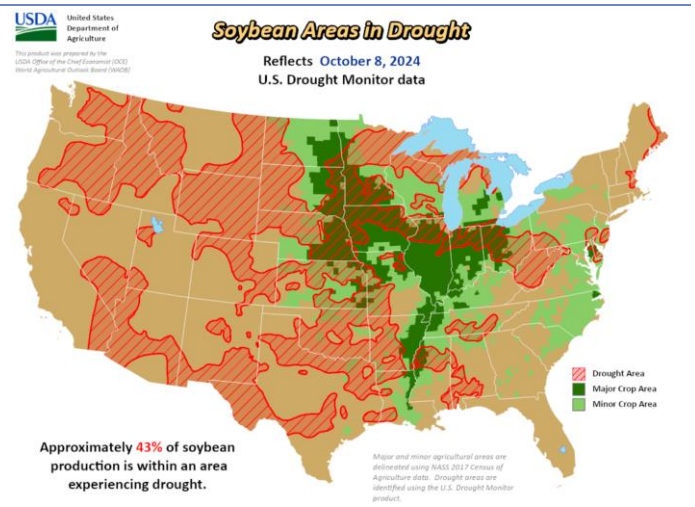 USDA
United States
Department of
Agriculture
This product was prepared by the
USDA Office of the Chief Economist (OCE)
World Agricultural Outlook Board (WAOB)
Soybean Areas in Drought
Reflects October 8, 2024
U.S. Drought Monitor data
Drought Area
Major Crop Area
Minor Crop Area
Approximately 43% of soybean
production is within an area
experiencing drought.
Major and minor agricultural areas are
delineated using NASS 2017 Census of
Agriculture data. Drought areas are
identified using the U.S. Drought Monitor
product.